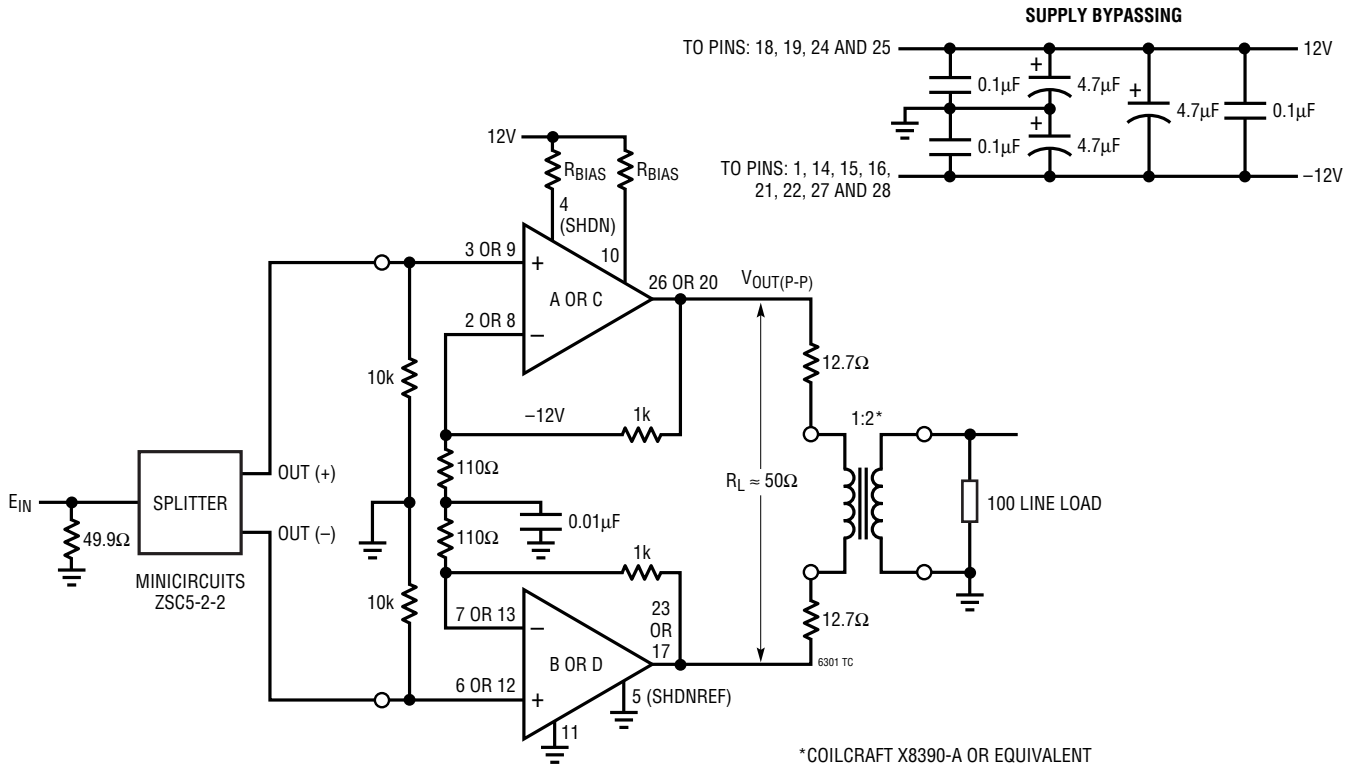 SUPPLY BYPASSING
TO PINS: 18, 19, 24 AND 25
12V
+
+
+
0.1µF
4.7µF
4.7µF
0.1µF
+
0.1µF
4.7µF
TO PINS: 1, 14, 15, 16,
21, 22, 27 AND 28
–12V
12V
RBIAS
RBIAS
4
(SHDN)
10
3 OR 9
+
A OR C
26 OR 20
VOUT(P-P)
2 OR 8
–
12.7Ω
10k
–12V
1k
1:2*
110Ω
OUT (+)
RL ≈ 50Ω
EIN
SPLITTER
100 LINE LOAD
0.01µF
49.9Ω
OUT (–)
110Ω
1k
MINICIRCUITS
ZSC5-2-2
10k
7 OR 13
–
23
OR
17
12.7Ω
6301 TC
B OR D
6 OR 12
+
5 (SHDNREF)
11
*COILCRAFT X8390-A OR EQUIVALENT